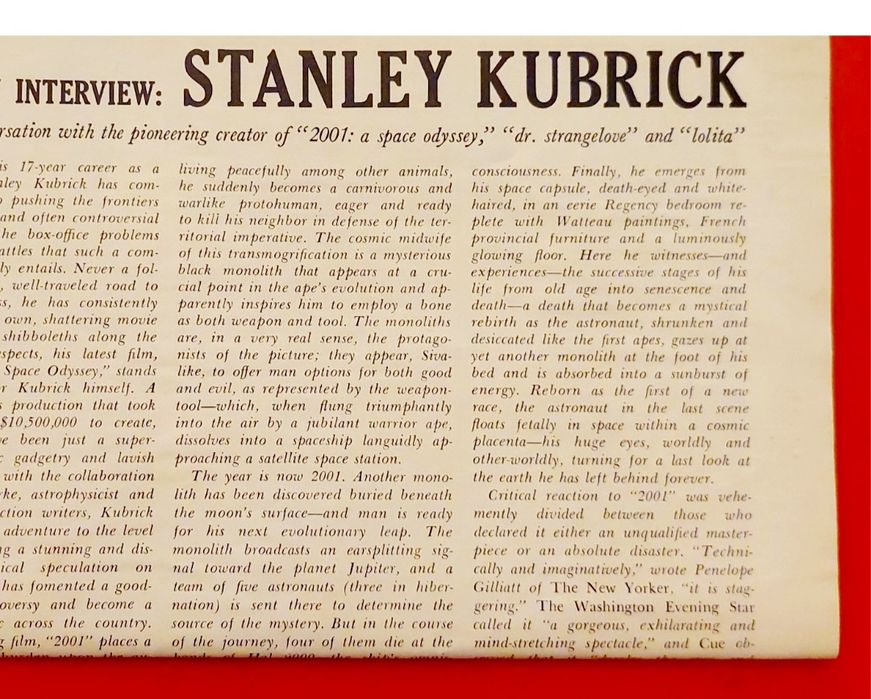 INTERVIEW: STANLEY KUBRICK
with the pioneering creator of “2001: a space odyssey,” “dr. strangelove” and “lolita”
17-year career as a
Kubrick has com-
pushing the frontiers
and often controversial
box-office problems
that such a com-
entails. Never a fol-
well-traveled road to
he has consistently
own, shattering movie
shibboleths along the
his latest film,
Space Odyssey,” stands
Kubrick himself. A
production that took
$10,500,000 to create,
been just a super-
gadgetry and lavish
with the collaboration
astrophysicist and
writers, Kubrick
adventure to the level
a stunning and dis-
speculation on
has fomented a good-
and become a
across the country.
film, “2001” places a
living peacefully among other animals,
he suddenly becomes a carnivorous and
warlike protohuman, eager and ready
to kill his neighbor in defense of the ter-
ritorial imperative. The cosmic midwife
of this transmogrification is a mysterious
black monolith that appears at a cru-
cial point in the ape's evolution and ap-
parently inspires him to employ a bone
as both weapon and tool. The monoliths
are, in a very real sense, the protago-
nists of the picture; they appear, Siva-
like, to offer man options for both good
and evil, as represented by the weapon-
tool—which, when flung triumphantly
into the air by a jubilant warrior ape,
dissolves into a spaceship languidly ap-
proaching a satellite space station.
The year is now 2001. Another mono-
lith has been discovered buried beneath
the moon's surface—and man is ready
for his next evolutionary leap. The
monolith broadcasts an earsplitting sig-
nal toward the planet Jupiter, and a
team of five astronauts (three in hiber-
nation) is sent there to determine the
source of the mystery. But in the course
of the journey, four of them die at the
consciousness. Finally, he emerges from
his space capsule, death-eyed and white-
haired, in an eerie Regency bedroom re-
plete with Watteau paintings, French
provincial furniture and a luminously
glowing floor. Here he witnesses—and
experiences—the successive stages of his
life from old age into senescence and
death—a death that becomes a mystical
rebirth as the astronaut, shrunken and
desiccated like the first apes, gazes up at
yet another monolith at the foot of his
bed and is absorbed into a sunburst of
energy. Reborn as the first of a new
race, the astronaut in the last scene
floats fetally in space within a cosmic
placenta—his huge eyes, worldly and
other-worldly, turning for a last look at
the earth he has left behind forever.
Critical reaction to “2001” was vehe-
mently divided between those who
declared it either an unqualified master-
piece or an absolute disaster. “Techni-
cally and imaginatively,” wrote Penelope
Gilliatt of The New Yorker, “it is stag-
gering.” The Washington Evening Star
called it “a gorgeous, exhilarating and
mind-stretching spectacle,” and Cue ob-